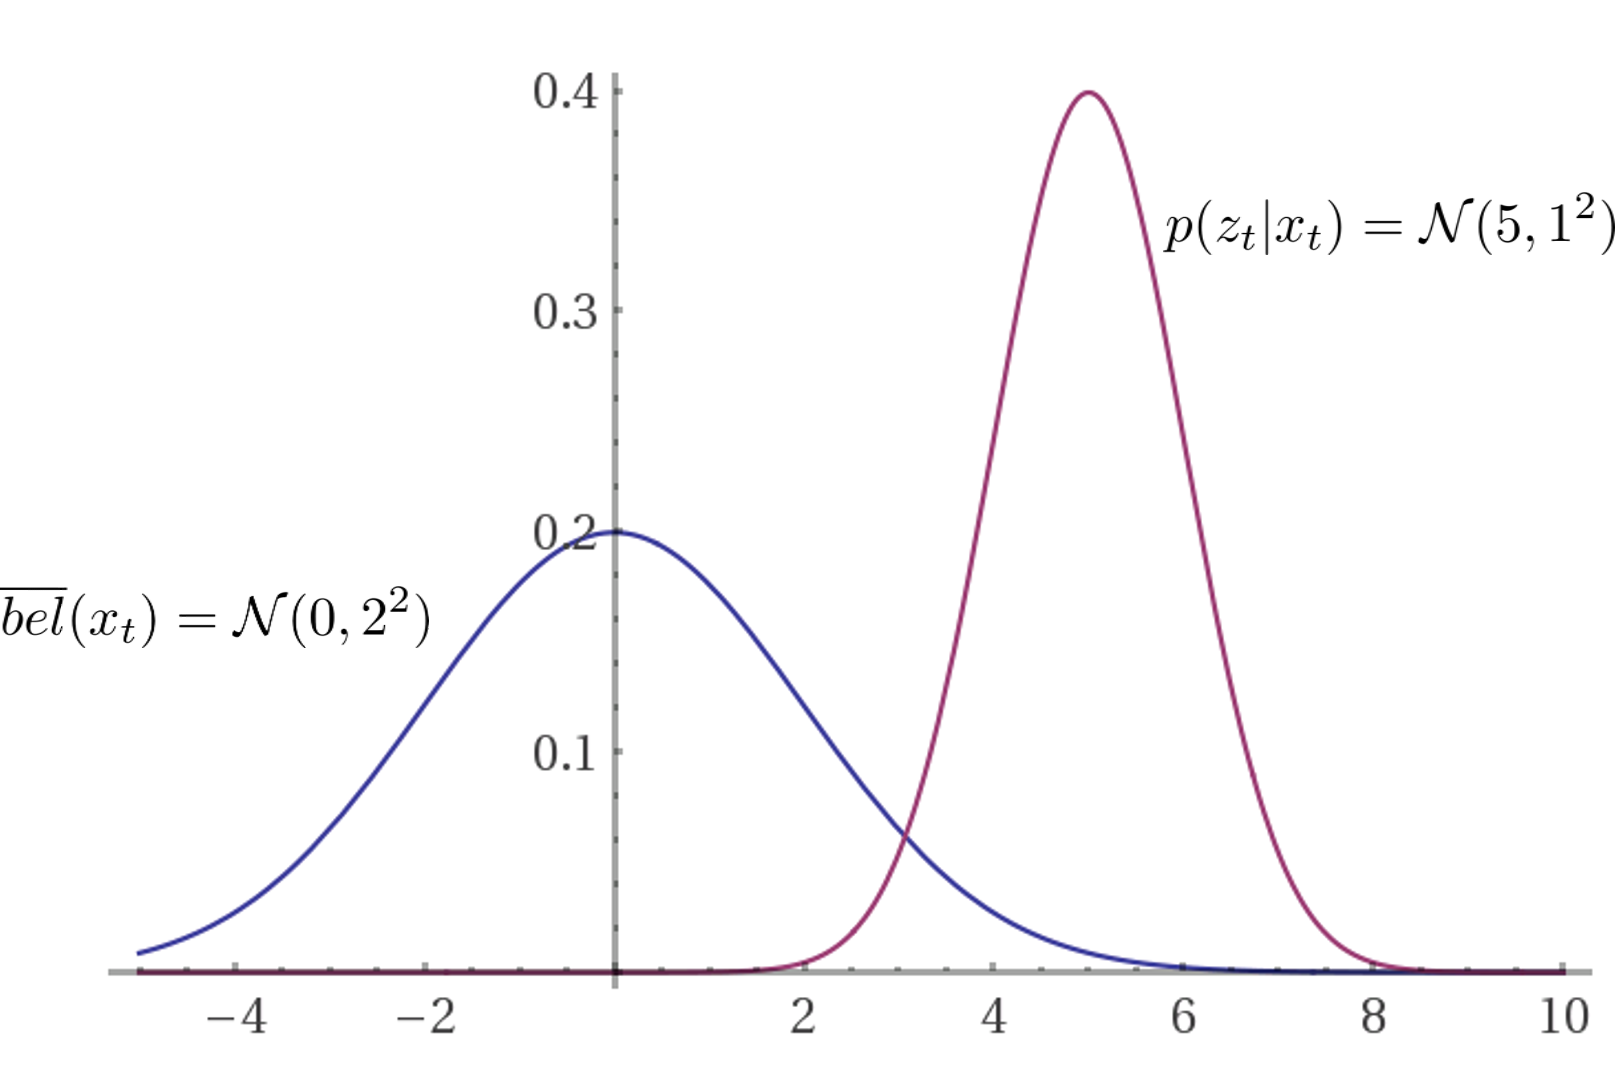 0.4
p(z_t|x_t) = 𝒩(5, 1²)
0.3
0.2
b̅e̅l̅(x_t) = 𝒩(0, 2²)
0.1
−4 −2 2 4 6 8 10